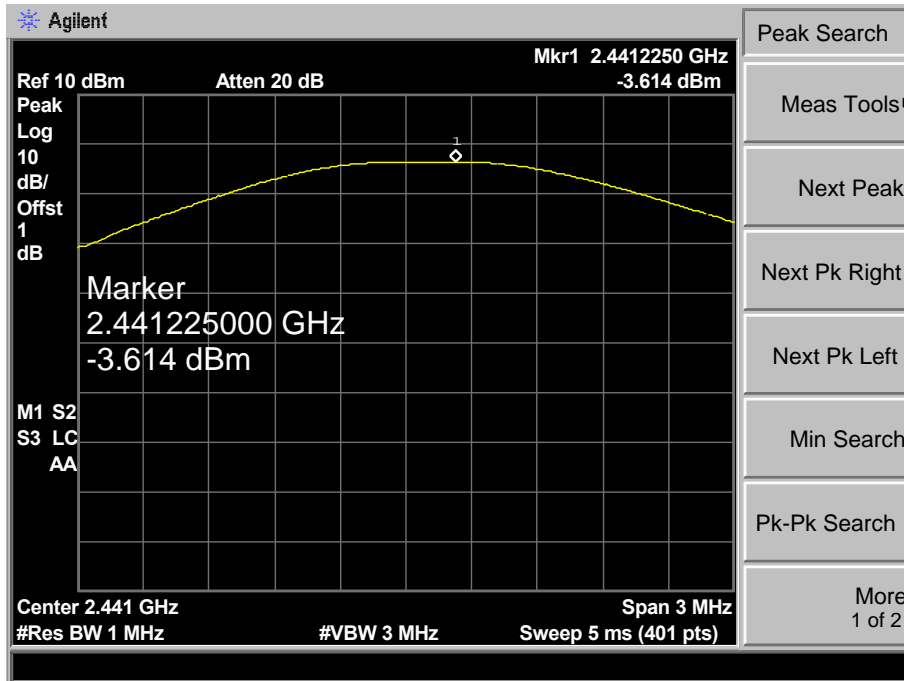 Agilent
Peak Search
Mkr1 2.4412250 GHz
Ref 10 dBm Atten 20 dB -3.614 dBm
Peak
Log
10
dB/
Offst
1
dB
1
Marker
2.441225000 GHz
-3.614 dBm
M1 S2
S3 LC
AA
Center 2.441 GHz Span 3 MHz
#Res BW 1 MHz #VBW 3 MHz Sweep 5 ms (401 pts)
Meas Tools
Next Peak
Next Pk Right
Next Pk Left
Min Search
Pk-Pk Search
More
1 of 2